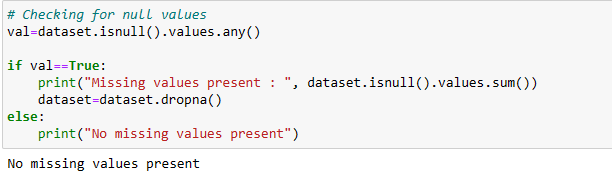 # Checking for null values
val=dataset.isnull().values.any()
if val==True:
    print("Missing values present : ", dataset.isnull().values.sum())
    dataset=dataset.dropna()
else:
    print("No missing values present")
No missing values present